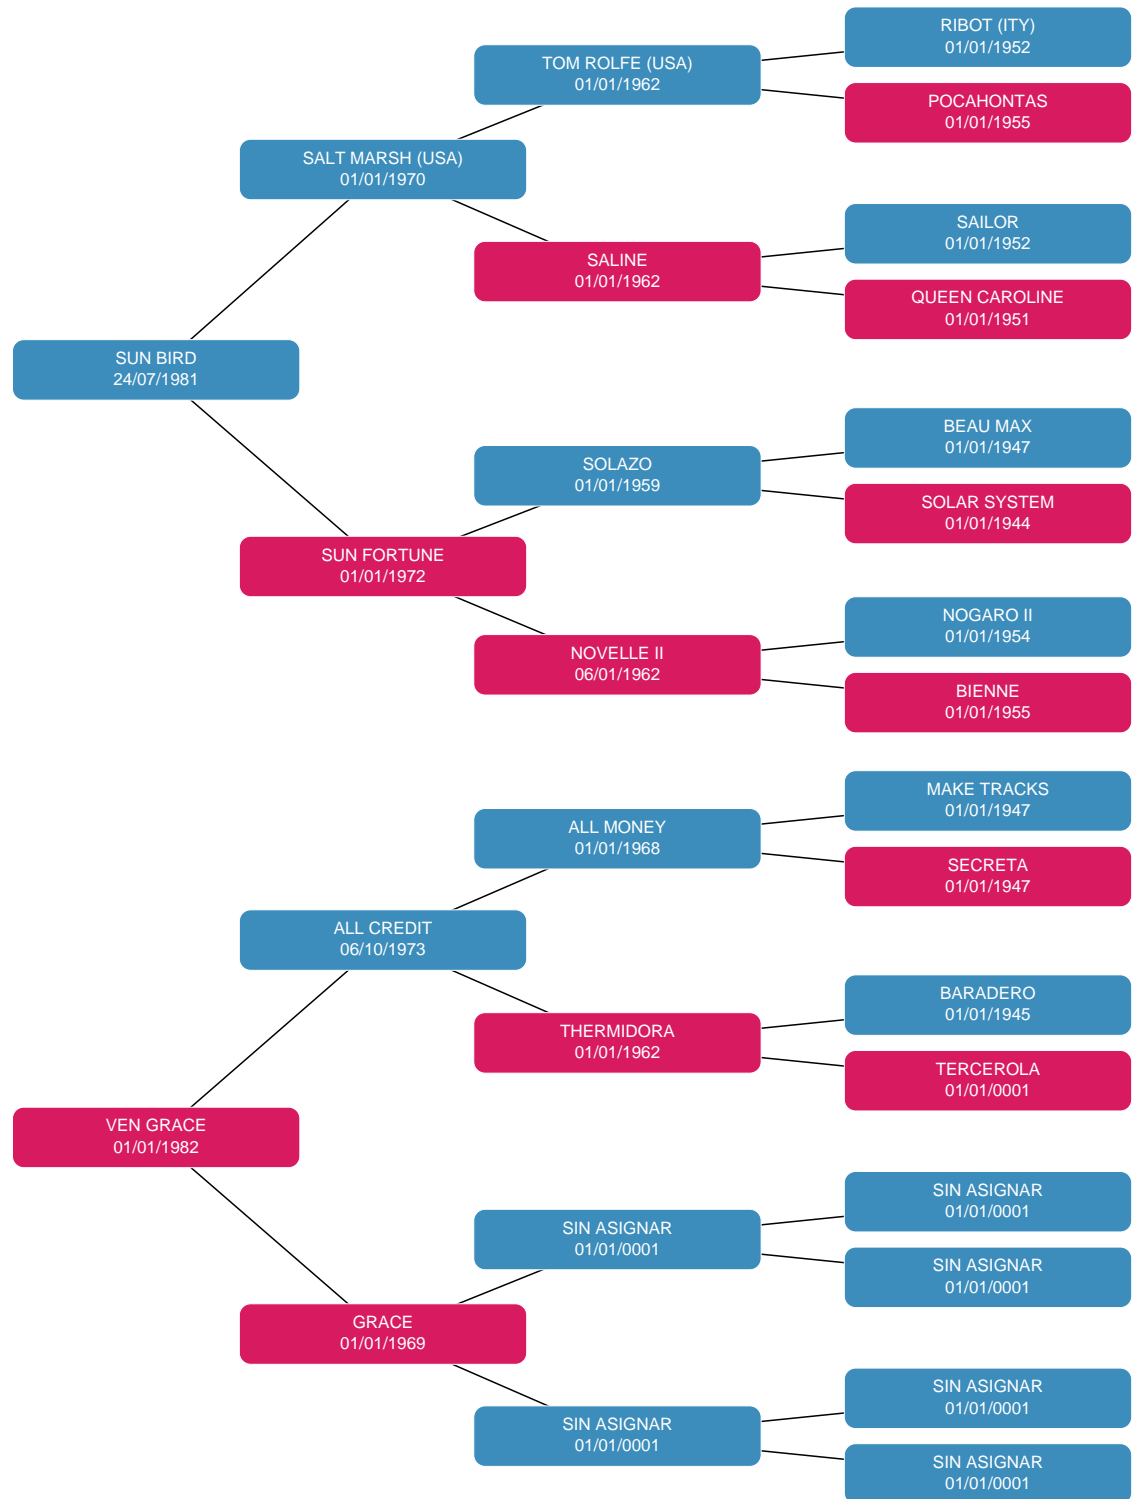 RIBOT (ITY)
01/01/1952
TOM ROLFE (USA)
01/01/1962
POCAHONTAS
01/01/1955
SALT MARSH (USA)
01/01/1970
SAILOR
01/01/1952
SALINE
01/01/1962
QUEEN CAROLINE
01/01/1951
SUN BIRD
24/07/1981
BEAU MAX
01/01/1947
SOLAZO
01/01/1959
SOLAR SYSTEM
01/01/1944
SUN FORTUNE
01/01/1972
NOGARO II
01/01/1954
NOVELLE II
06/01/1962
BIENNE
01/01/1955
MAKE TRACKS
01/01/1947
ALL MONEY
01/01/1968
SECRETA
01/01/1947
ALL CREDIT
06/10/1973
BARADERO
01/01/1945
THERMIDORA
01/01/1962
TERCEROLA
01/01/0001
VEN GRACE
01/01/1982
SIN ASIGNAR
01/01/0001
SIN ASIGNAR
01/01/0001
SIN ASIGNAR
01/01/0001
GRACE
01/01/1969
SIN ASIGNAR
01/01/0001
SIN ASIGNAR
01/01/0001
SIN ASIGNAR
01/01/0001